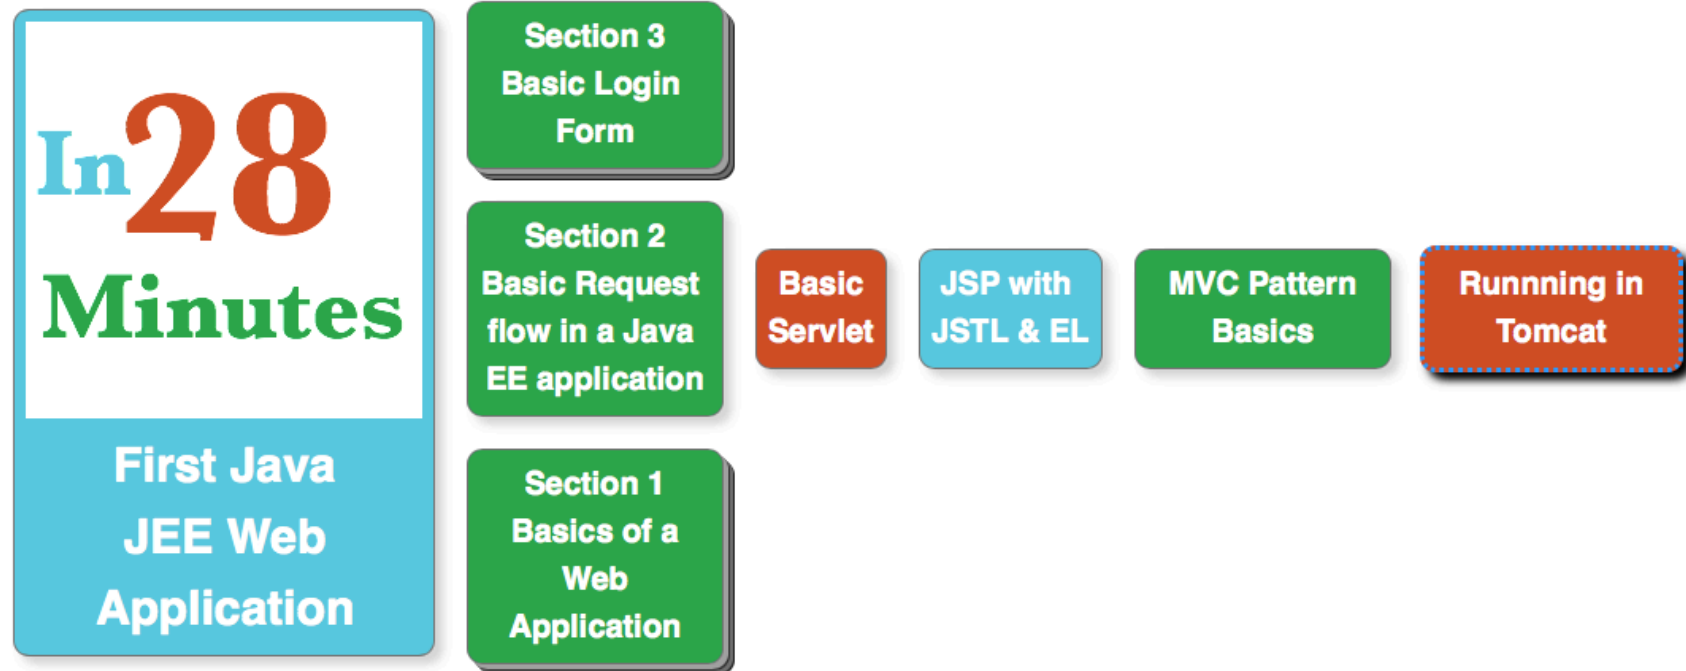 In28
Minutes
First Java
JEE Web
Application
Section 3
Basic Login
Form
Section 2
Basic Request
flow in a Java
EE application
Basic
Servlet
JSP with
JSTL & EL
MVC Pattern
Basics
Runnning in
Tomcat
Section 1
Basics of a
Web
Application